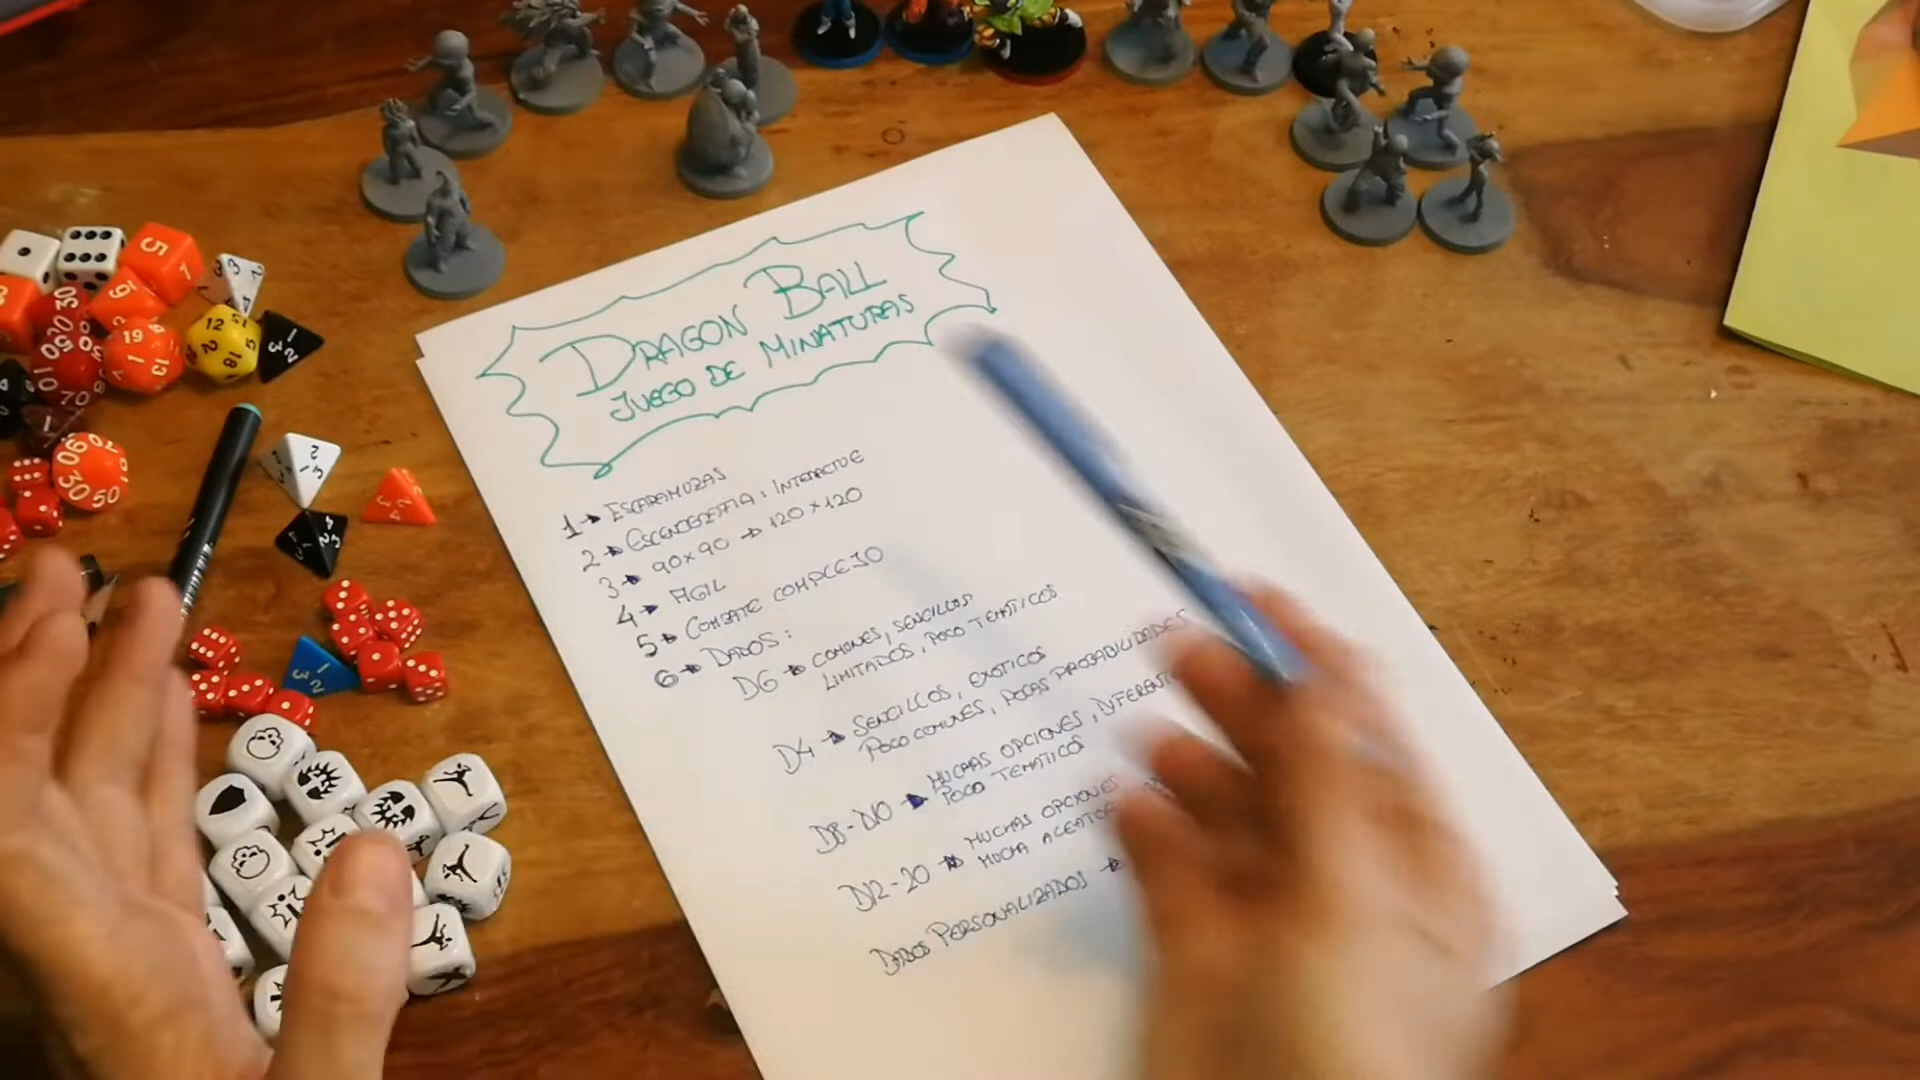 DRAGON BALL
JUEGO DE MINIATURAS
1→ ESCARAMUZAS
2→ ESCENOGRAFIA: INTERACTUE
3→ 90x90 → 120x120
4→ AGIL
5→ COMBATE COMPLEJO
6→ DADOS:
D6→ COMUNES, SENCILLOS
LIMITADOS, POCO TEMATICOS
D4→ SENCILLOS, EXOTICOS
POCO COMUNES, POCAS PROBABILIDADES
D8-D10→ MUCHAS OPCIONES,
POCO TEMATICOS
D12-20→ MUCHAS OPCIONES
MUCHA
DADOS PERSONALIZADOS→